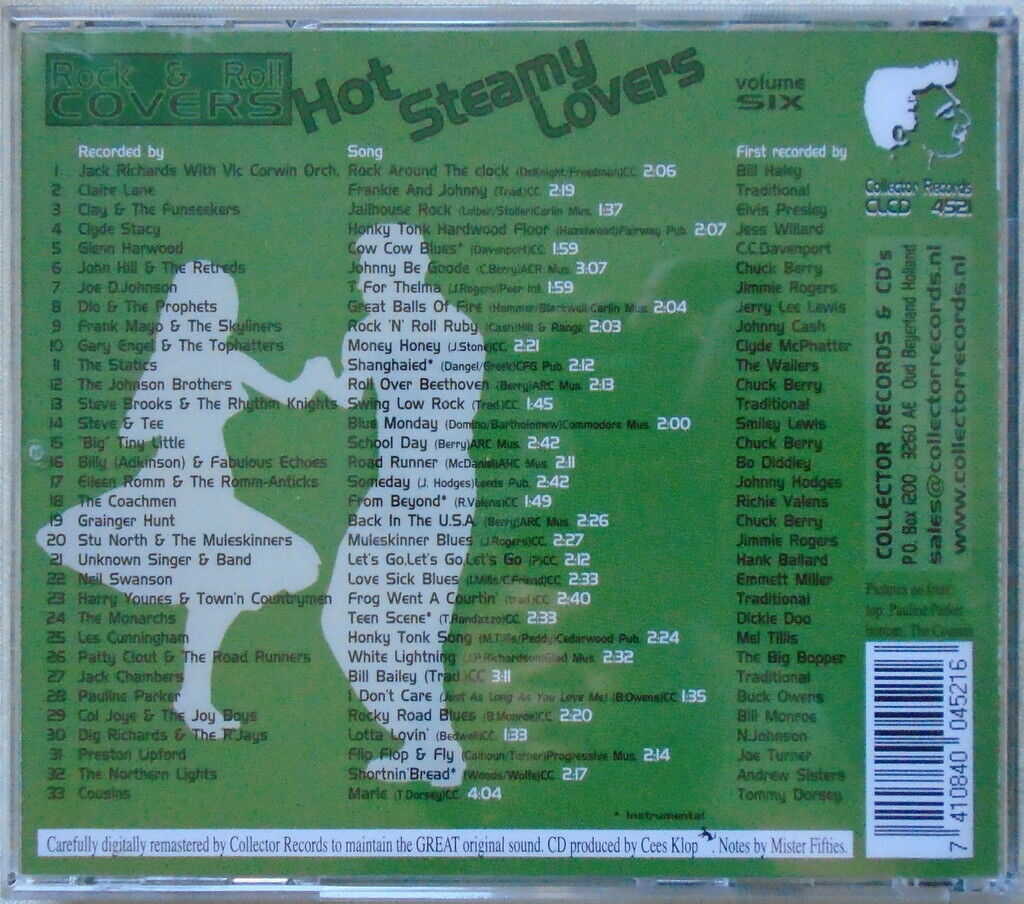 Rock & Roll
COVERS
Hot Steamy Lovers
volume
SIX
Collector Records
CLCD 4521
Recorded by Song First recorded by
1 Jack Richards With Vic Corwin Orch. Rock Around The clock (DeKnight/Freedman)CC. 2:06 Bill Haley
2 Claire Lane Frankie And Johnny (Trad)CC. 2:19 Traditional
3 Clay & The Funseekers Jailhouse Rock (Leiber/Stoller)Carlin Mus. 1:37 Elvis Presley
4 Clyde Stacy Honky Tonk Hardwood Floor (Hazelwood)Fairway Pub. 2:07 Jess Willard
5 Glenn Harwood Cow Cow Blues* (Davenport)CC. 1:59 C.C.Davenport
6 John Hill & The Retreds Johnny Be Goode (C.Berry)ACR Mus. 3:07 Chuck Berry
7 Joe D.Johnson T For Thelma (J.Rogers)Peer Int. 1:59 Jimmie Rogers
8 Dio & The Prophets Great Balls Of Fire (Hammer/Blackwell-Carlin Mus. 2:04 Jerry Lee Lewis
9 Frank Mayo & The Skyliners Rock 'N' Roll Ruby (Cash)Hill & Range 2:03 Johnny Cash
10 Gary Engel & The Tophatters Money Honey (J.Stone)CC. 2:21 Clyde McPhatter
11 The Statics Shanghaied* (Dangel/Greek)CFG Pub. 2:12 The Wailers
12 The Johnson Brothers Roll Over Beethoven (Berry)ARC Mus. 2:13 Chuck Berry
13 Steve Brooks & The Rhythm Knights Swing Low Rock (Trad.)CC. 1:45 Traditional
14 Steve & Tee Blue Monday (Domino/Bartholomew)Commodore Mus. 2:00 Smiley Lewis
15 "Big" Tiny Little School Day (Berry)ARC Mus. 2:42 Chuck Berry
16 Billy (Adkinson) & Fabulous Echoes Road Runner (McDaniel)ARC Mus. 2:11 Bo Diddley
17 Eileen Romm & The Romm-Anticks Someday (J. Hodges)Leeds Pub. 2:42 Johnny Hodges
18 The Coachmen From Beyond* (R.Valens)CC 1:49 Richie Valens
19 Grainger Hunt Back In The U.S.A. (Berry)ARC Mus. 2:26 Chuck Berry
20 Stu North & The Muleskinners Muleskinner Blues (J.Rogers)CC. 2:27 Jimmie Rogers
21 Unknown Singer & Band Let's Go,Let's Go,Let's Go (P)CC. 2:12 Hank Ballard
22 Neil Swanson Love Sick Blues (I.Mills/C.Friend)CC. 2:33 Emmett Miller
23 Harry Younes & Town'n Countrymen Frog Went A Courtin' (trad)CC. 2:40 Traditional
24 The Monarchs Teen Scene* (T.Randazzo)CC. 2:33 Dickie Doo
25 Les Cunningham Honky Tonk Song (M.Tillis/Peddy)Cedarwood Pub. 2:24 Mel Tillis
26 Patty Clout & The Road Runners White Lightning (J.P.Richardson)Glad Mus. 2:32 The Big Bopper
27 Jack Chambers Bill Bailey (Trad.)CC 3:11 Traditional
28 Pauline Parker I Don't Care (Just As Long As You Love Me) (B.Owens)CC. 1:35 Buck Owens
29 Col Joye & The Joy Boys Rocky Road Blues (B.Monroe)CC. 2:20 Bill Monroe
30 Dig Richards & The R'Jays Lotta Lovin' (Bedwell)CC. 1:33 N.Johnson
31 Preston Upford Flip Flop & Fly (Calhoun/Turner)Progressive Mus. 2:14 Joe Turner
32 The Northern Lights Shortnin'Bread* (Woods/Wolfe)CC. 2:17 Andrew Sisters
33 Cousins Marie (T.Dorsey)CC. 4:04 Tommy Dorsey
* Instrumental
Carefully digitally remastered by Collector Records to maintain the GREAT original sound. CD produced by Cees Klop. Notes by Mister Fifties.
COLLECTOR RECORDS & CD's
P.O. Box 1200 3260 AE Oud Beyerland Holland
sales@collectorrecords.nl
www.collectorrecords.nl
Pictures on front
top: Pauline Parker
bottom: The Cousins
7 410840 045216